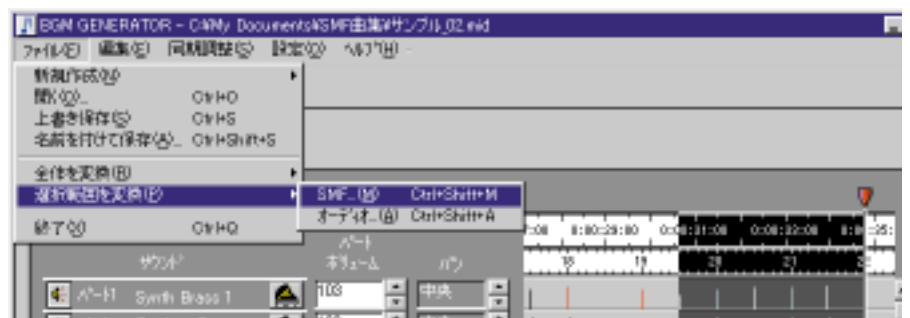 BGM GENERATOR - C:¥My Documents¥SMF曲集¥サンプル_02.mid
ファイル(F) 編集(E) 同期調整(S) 設定(O) ヘルプ(H)
新規作成(N)
開く(O)... Ctrl+O
上書き保存(S) Ctrl+S
名前を付けて保存(A)... Ctrl+Shift+S
全体を変換(R)
選択範囲を変換(P)
SMF...(M) Ctrl+Shift+M
オーディオ...(A) Ctrl+Shift+A
終了(X) Ctrl+Q
0:00:29:00 0:00:31:00 0:00:33:00
パート
サウンド ボリューム パン
18 19 20 21
パート1 Synth Brass 1 103 中央